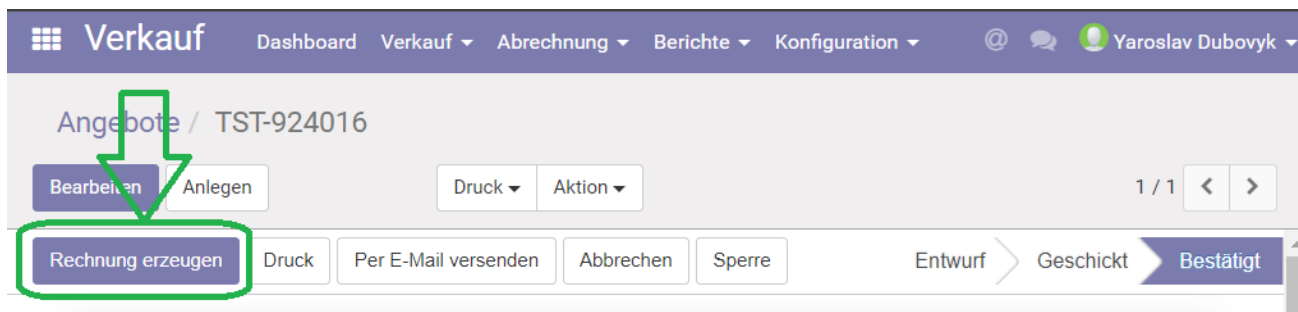 Verkauf Dashboard Verkauf Abrechnung Berichte Konfiguration @ Yaroslav Dubovyk
Angebote / TST-924016
Bearbeiten Anlegen Druck Aktion 1 / 1
Rechnung erzeugen Druck Per E-Mail versenden Abbrechen Sperre Entwurf Geschickt Bestätigt